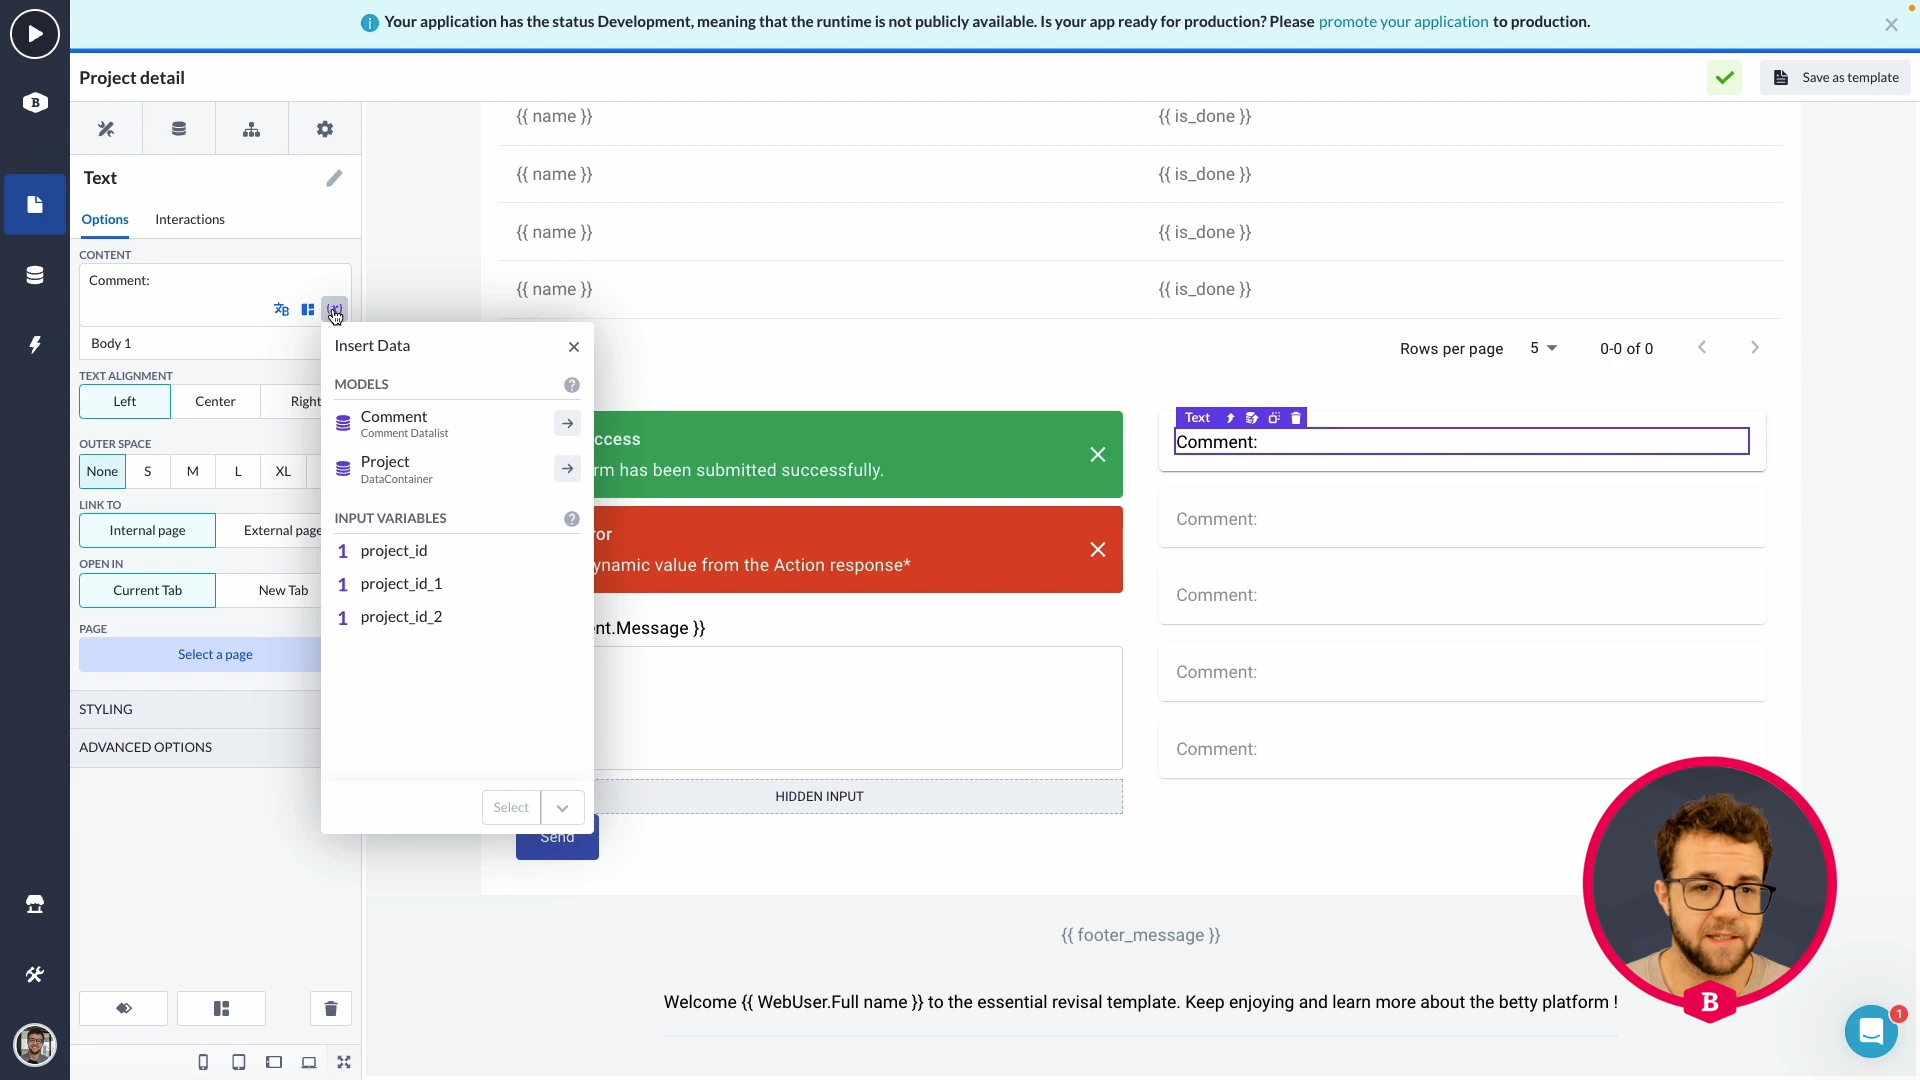 Your application has the status Development, meaning that the runtime is not publicly available. Is your app ready for production? Please promote your application to production.
Project detail
Save as template
Text
Options
Interactions
CONTENT
Comment:
Body 1
TEXT ALIGNMENT
Left
Center
Right
OUTER SPACE
None
S
M
L
XL
LINK TO
Internal page
External page
OPEN IN
Current Tab
New Tab
PAGE
Select a page
STYLING
ADVANCED OPTIONS
Insert Data
MODELS
Comment
Comment Datalist
Project
DataContainer
INPUT VARIABLES
1 project_id
1 project_id_1
1 project_id_2
Select
{{ name }}
{{ is_done }}
{{ name }}
{{ is_done }}
{{ name }}
{{ is_done }}
{{ name }}
{{ is_done }}
Rows per page
5
0-0 of 0
ccess
rm has been submitted successfully.
ror
ynamic value from the Action response*
nt.Message }}
HIDDEN INPUT
Send
Text
Comment:
Comment:
Comment:
Comment:
Comment:
{{ footer_message }}
Welcome {{ WebUser.Full name }} to the essential revisal template. Keep enjoying and learn more about the betty platform !
B
B
1